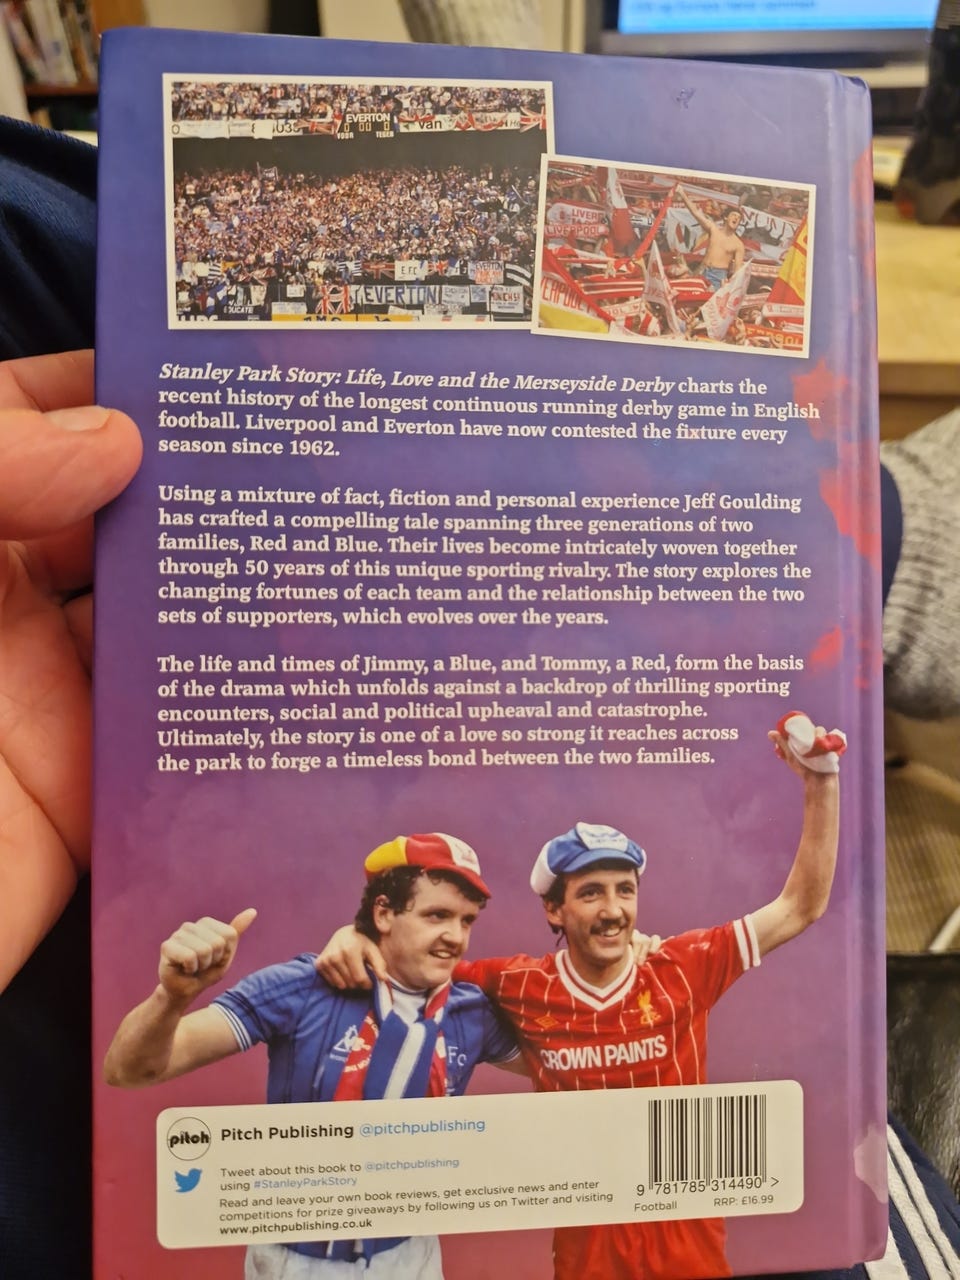 EVERTON
VOOR TEGEN
van
E.F.C
EVERTON
EVERTON
MUNICH
EDUCATE
LIVERPOOL
Stanley Park Story: Life, Love and the Merseyside Derby charts the
recent history of the longest continuous running derby game in English
football. Liverpool and Everton have now contested the fixture every
season since 1962.
Using a mixture of fact, fiction and personal experience Jeff Goulding
has crafted a compelling tale spanning three generations of two
families, Red and Blue. Their lives become intricately woven together
through 50 years of this unique sporting rivalry. The story explores the
changing fortunes of each team and the relationship between the two
sets of supporters, which evolves over the years.
The life and times of Jimmy, a Blue, and Tommy, a Red, form the basis
of the drama which unfolds against a backdrop of thrilling sporting
encounters, social and political upheaval and catastrophe.
Ultimately, the story is one of a love so strong it reaches across
the park to forge a timeless bond between the two families.
CROWN PAINTS
FC
pitch
Pitch Publishing @pitchpublishing
Tweet about this book to @pitchpublishing
using #StanleyParkStory
Read and leave your own book reviews, get exclusive news and enter
competitions for prize giveaways by following us on Twitter and visiting
www.pitchpublishing.co.uk
9 781785 314490 >
Football RRP: £16.99